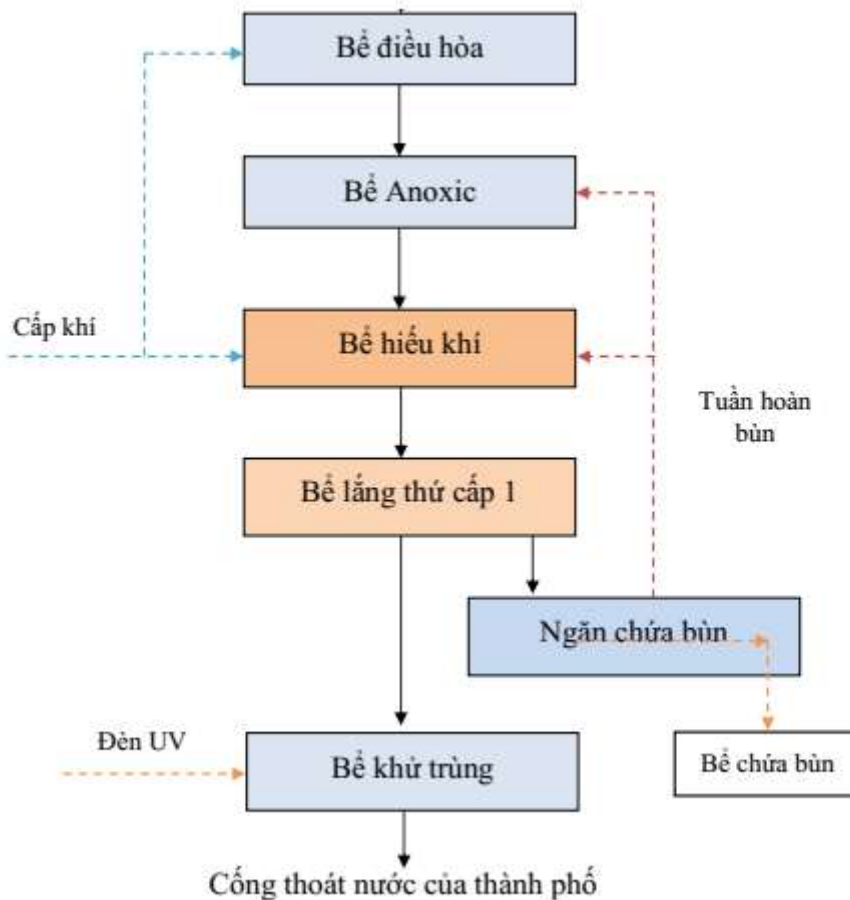 Bể điều hòa
Bể Anoxic
Cấp khí
Bể hiếu khí
Tuần hoàn
bùn
Bể lắng thứ cấp 1
Ngăn chứa bùn
Đèn UV
Bể khử trùng
Bể chứa bùn
Cống thoát nước của thành phố